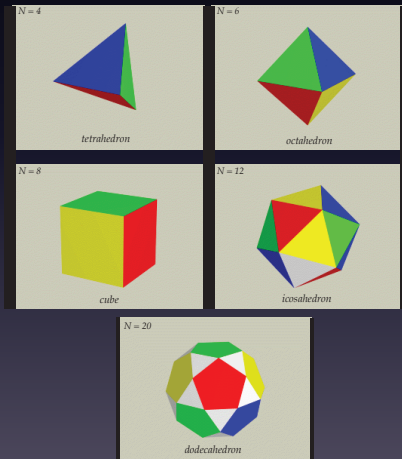 N = 4
tetrahedron
N = 6
octahedron
N = 8
cube
N = 12
icosahedron
N = 20
dodecahedron